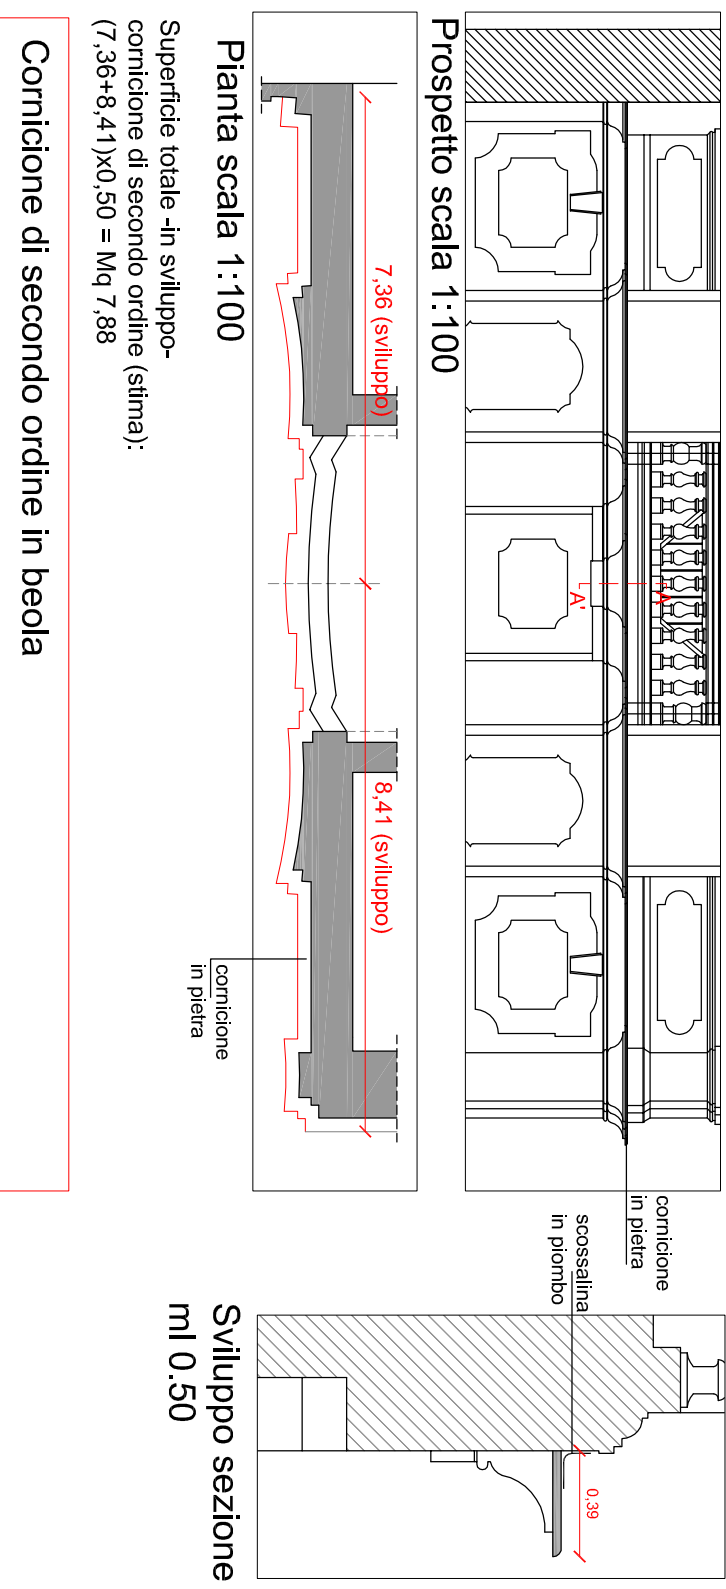 Cornicione di secondo ordine in beola
Prospetto scala 1:100
A
A'
cornicione
in pietra
Pianta scala 1:100
7,36 (sviluppo)
8,41 (sviluppo)
cornicione
in pietra
Superficie totale -in sviluppo-
cornicione di secondo ordine (stima):
(7,36+8,41)x0,50 = Mq 7,88
scossalina
in piombo
0,39
Sviluppo sezione
ml 0.50